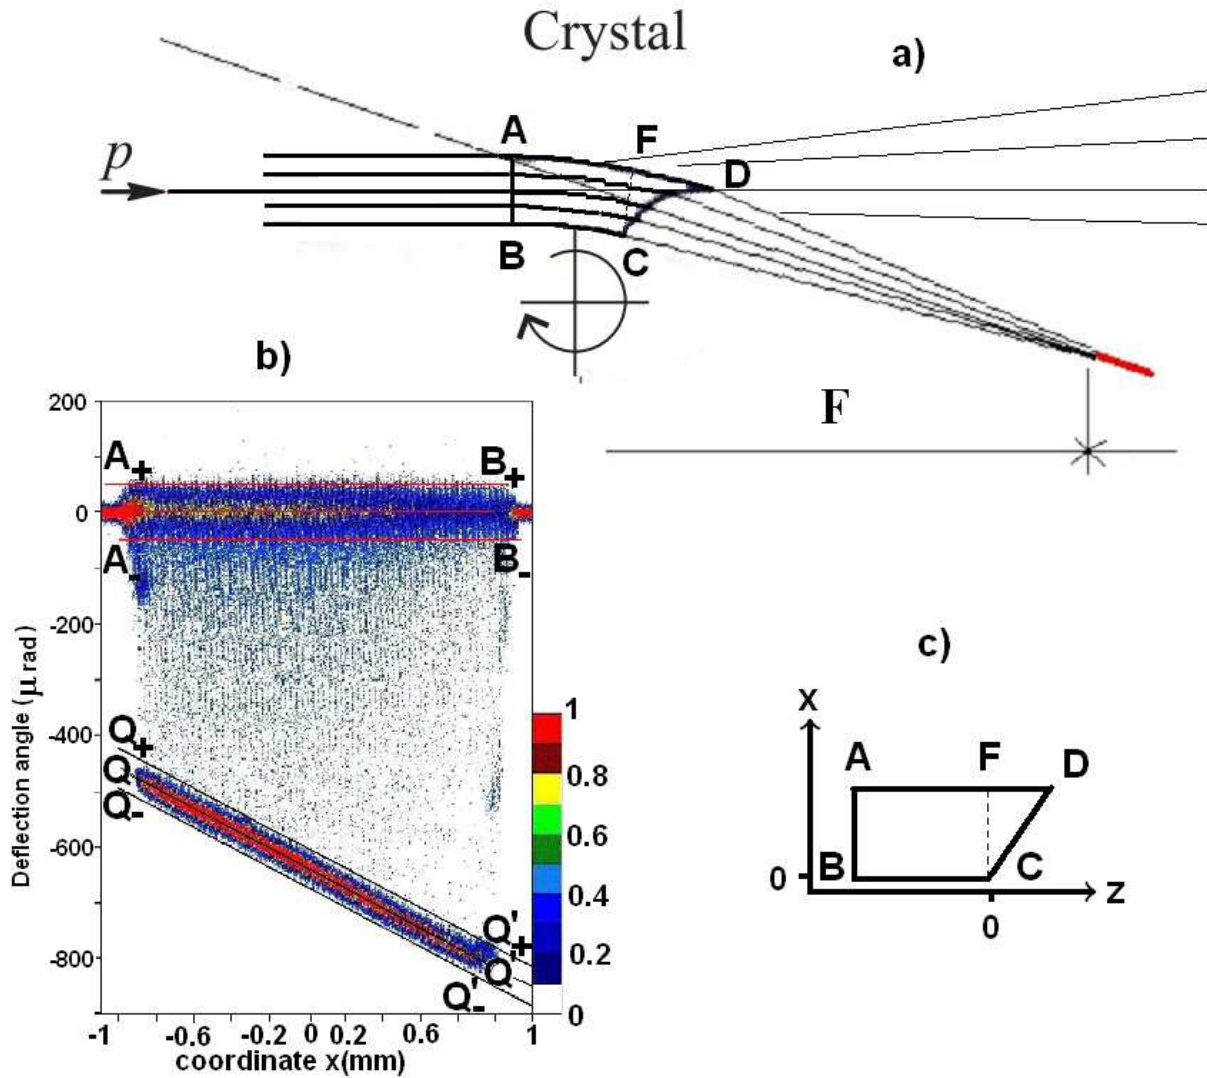 Crystal
a)
p
A
F
D
B
C
F
b)
200
0
-200
-400
-600
-800
Deflection angle (μ rad)
A+
B+
A-
B-
Q+
Q
Q-
Q'+
Q'
Q'-
-1
-0.6
-0.2
0
0.2
0.6
1
coordinate x(mm)
1
0.8
0.6
0.4
0.2
0
c)
X
A
F
D
0
B
C
Z
0